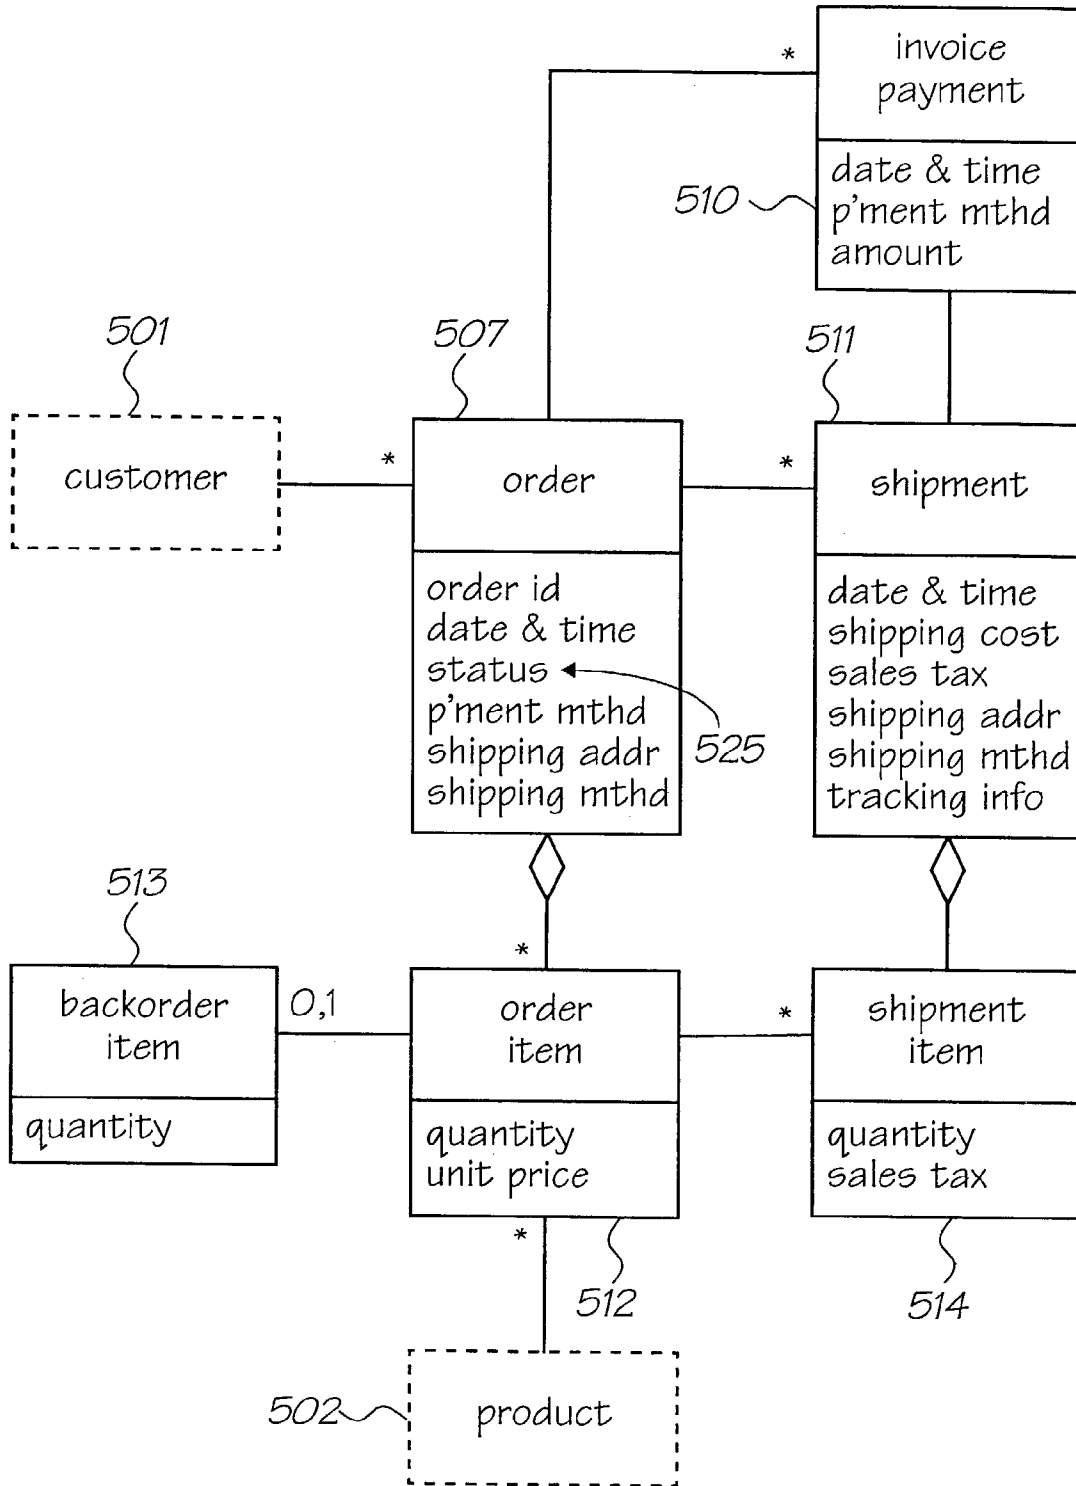 *
invoice
payment
date & time
510
p'ment mthd
amount
501
507
511
customer
*
order
*
shipment
order id
date & time
status
p'ment mthd
shipping addr
shipping mthd
525
date & time
shipping cost
sales tax
shipping addr
shipping mthd
tracking info
513
*
backorder
item
0,1
quantity
order
item
*
quantity
unit price
shipment
item
quantity
sales tax
*
512
514
502
product